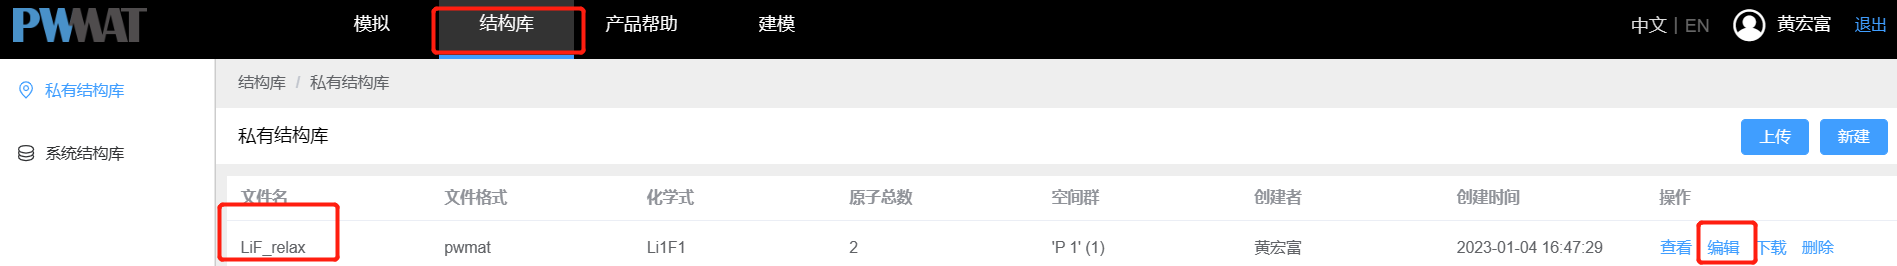 PWMAT 模拟 结构库 产品帮助 建模 中文 | EN 黄宏富 退出
私有结构库
系统结构库
结构库 / 私有结构库
私有结构库 上传 新建
文件名 文件格式 化学式 原子总数 空间群 创建者 创建时间 操作
LiF_relax pwmat Li1F1 2 'P 1' (1) 黄宏富 2023-01-04 16:47:29 查看 编辑 下载 删除